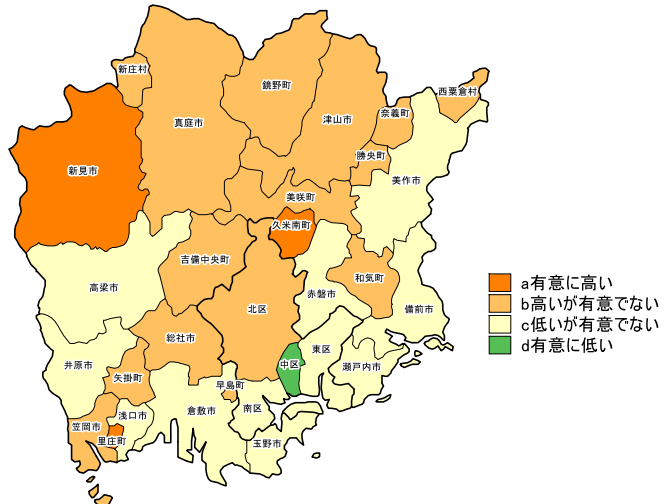 新庄村
鏡野町
西粟倉村
真庭市
津山市
奈義町
勝央町
新見市
美作市
美咲町
久米南町
吉備中央町
和気町
高梁市
赤磐市
北区
備前市
総社市
東区
中区
井原市
瀬戸内市
矢掛町
早島町
浅口市
倉敷市
南区
笠岡市
里庄町
玉野市
a有意に高い
b高いが有意でない
c低いが有意でない
d有意に低い